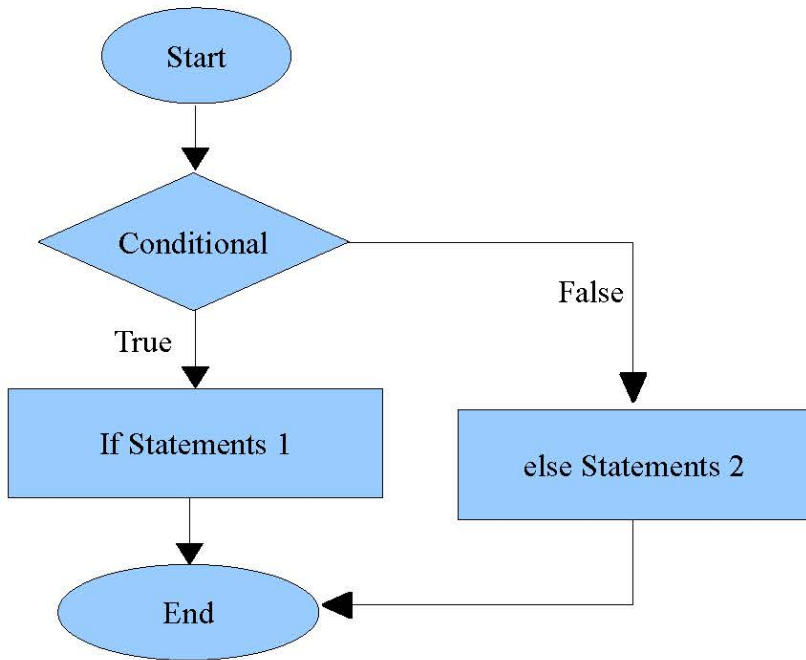 Start
Conditional
False
True
If Statements 1
else Statements 2
End